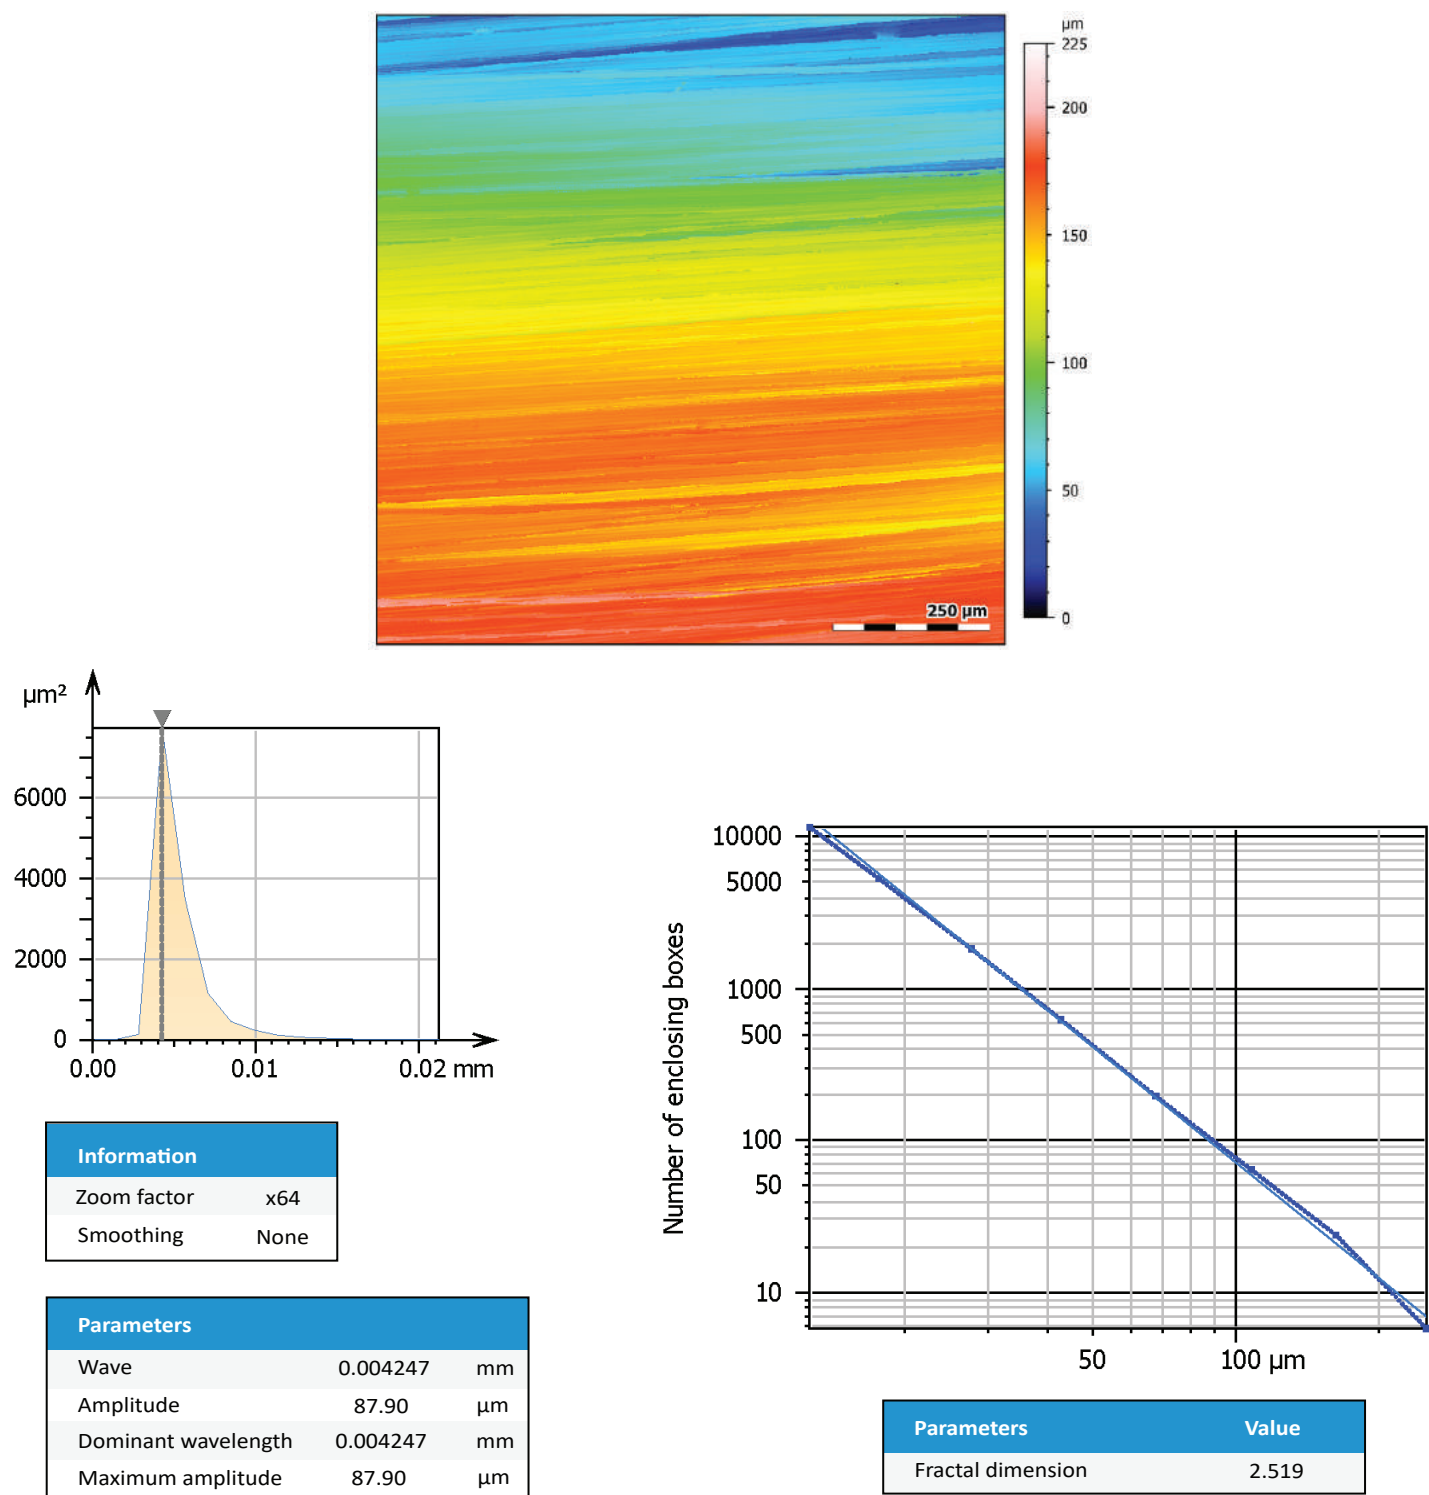 µm
225
200
150
100
50
0
250 µm
µm²
6000
4000
2000
0
0.00 0.01 0.02 mm
Information
Zoom factor x64
Smoothing None
Parameters
Wave 0.004247 mm
Amplitude 87.90 µm
Dominant wavelength 0.004247 mm
Maximum amplitude 87.90 µm
Number of enclosing boxes
10000
5000
1000
500
100
50
10
50 100 µm
Parameters Value
Fractal dimension 2.519